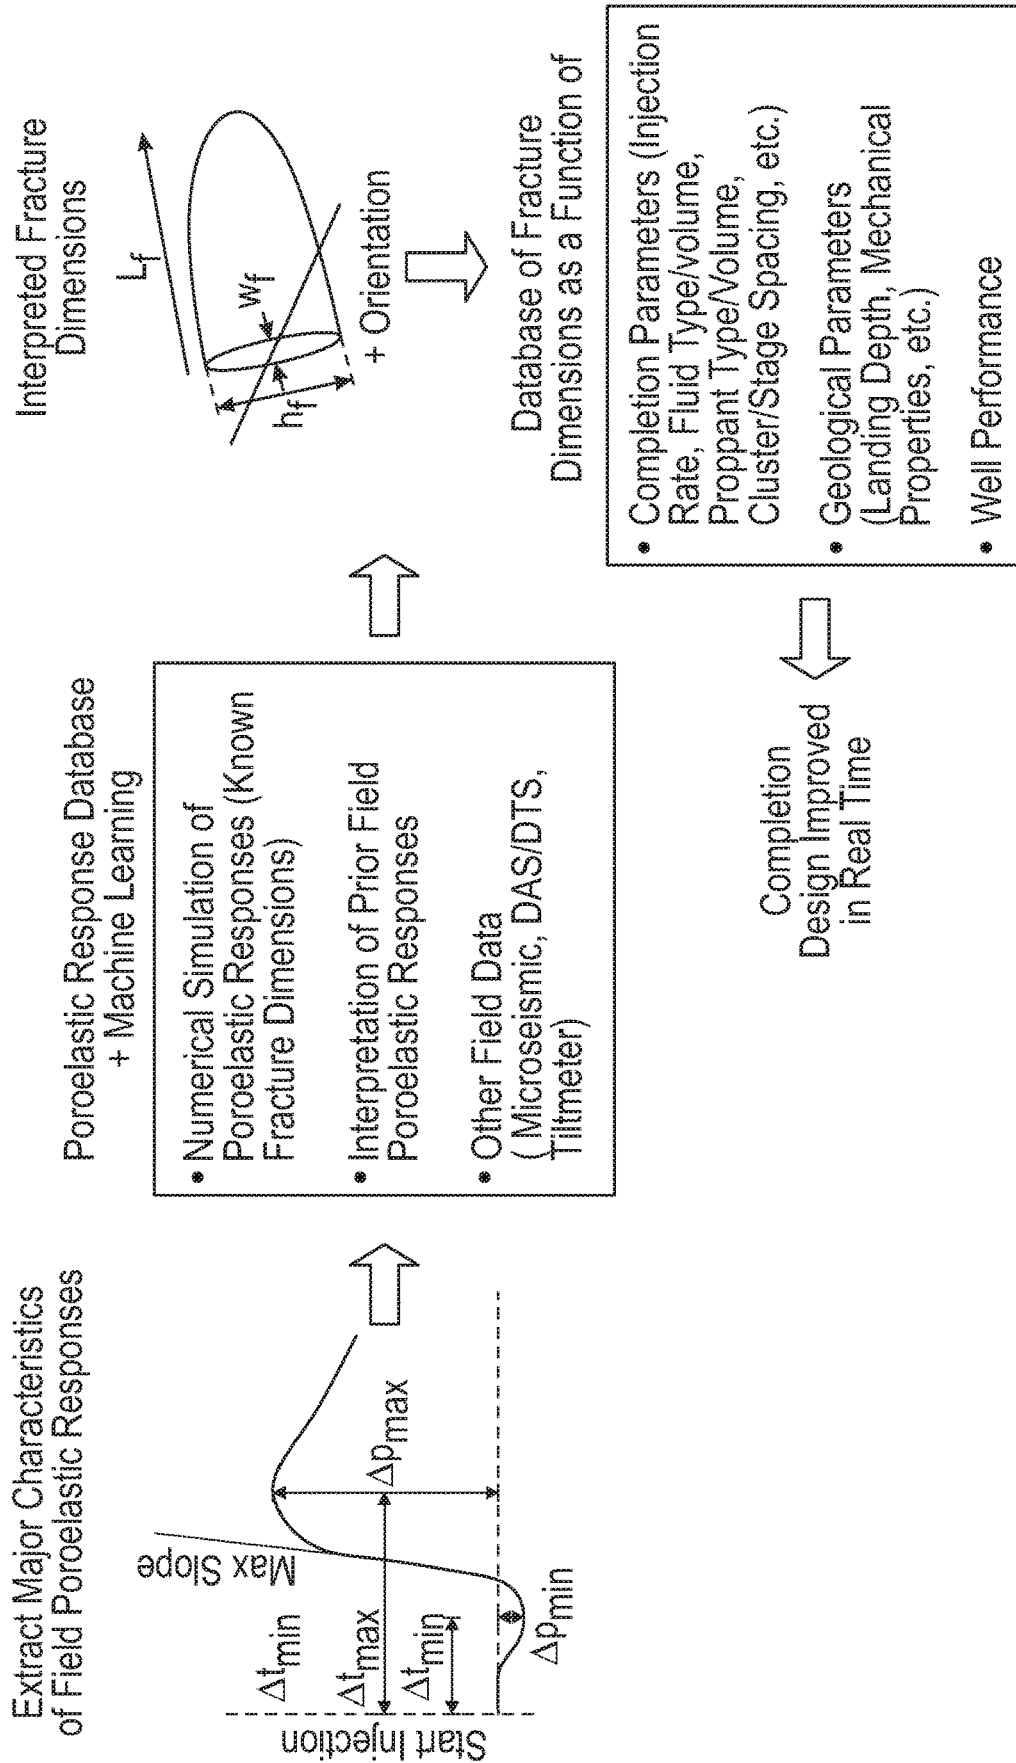 Extract Major Characteristics
of Field Poroelastic Responses
Δtmin
Δtmax
Δtmin
Start Injection
Max Slope
Δpmax
Δpmin
Poroelastic Response Database
+ Machine Learning
• Numerical Simulation of
Poroelastic Responses (Known
Fracture Dimensions)
• Interpretation of Prior Field
Poroelastic Responses
• Other Field Data
(Microseismic, DAS/DTS,
Tiltmeter)
Interpreted Fracture
Dimensions
Lf
wf
hf
+ Orientation
Database of Fracture
Dimensions as a Function of
• Completion Parameters (Injection
Rate, Fluid Type/volume,
Proppant Type/Volume,
Cluster/Stage Spacing, etc.)
• Geological Parameters
(Landing Depth, Mechanical
Properties, etc.)
• Well Performance
Completion
Design Improved
in Real Time